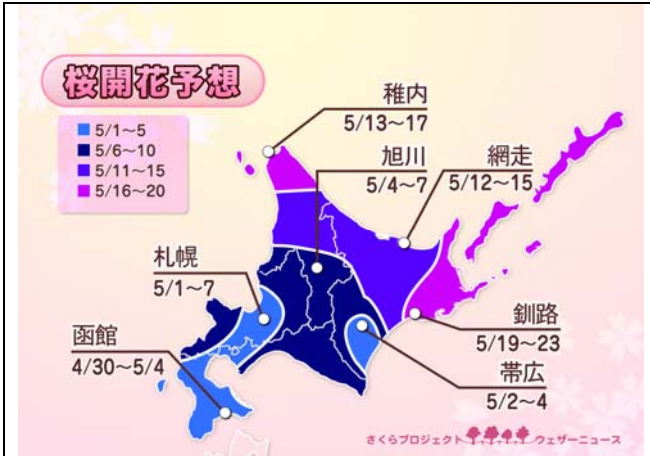 桜開花予想
5/1～5
5/6～10
5/11～15
5/16～20
稚内
5/13～17
旭川
5/4～7
網走
5/12～15
札幌
5/1～7
函館
4/30～5/4
釧路
5/19～23
帯広
5/2～4
さくらプロジェクト ウェザーニュース